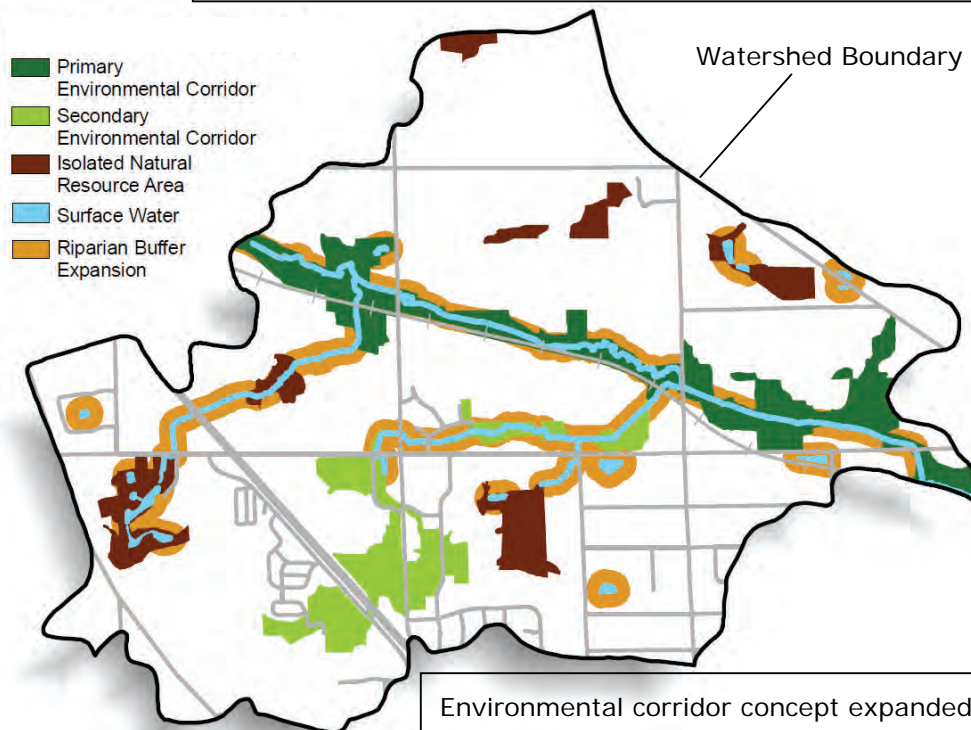 Watershed Boundary
Primary
Environmental Corridor
Secondary
Environmental Corridor
Isolated Natural
Resource Area
Surface Water
Riparian Buffer
Expansion
Environmental corridor concept expanded